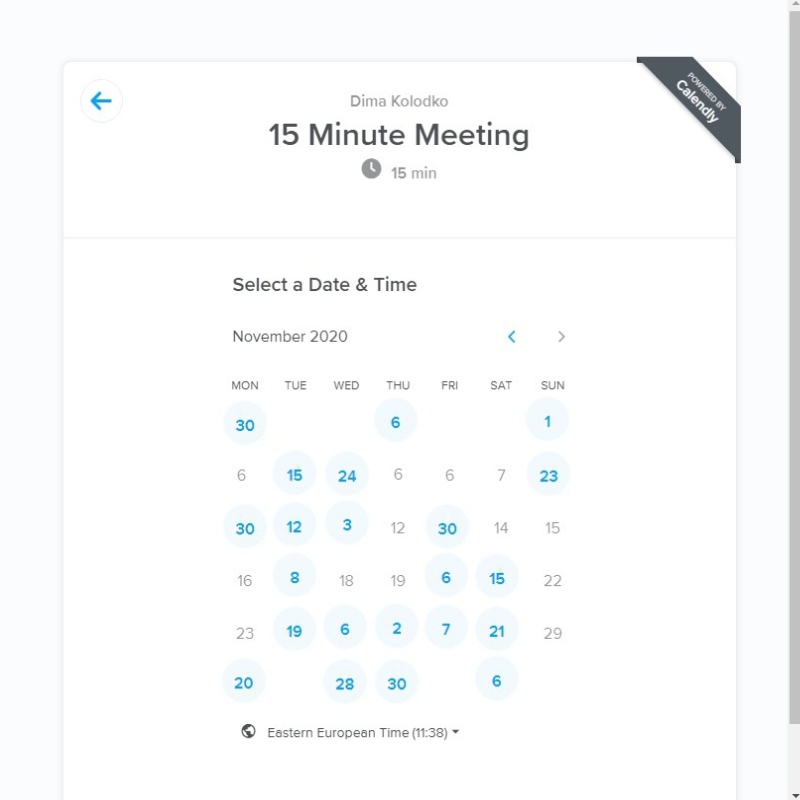 POWERED BY
Calendly
Dima Kolodko
15 Minute Meeting
15 min
Select a Date & Time
November 2020
MON TUE WED THU FRI SAT SUN
30 6 1
6 15 24 6 6 7 23
30 12 3 12 30 14 15
16 8 18 19 6 15 22
23 19 6 2 7 21 29
20 28 30 6
Eastern European Time (11:38)